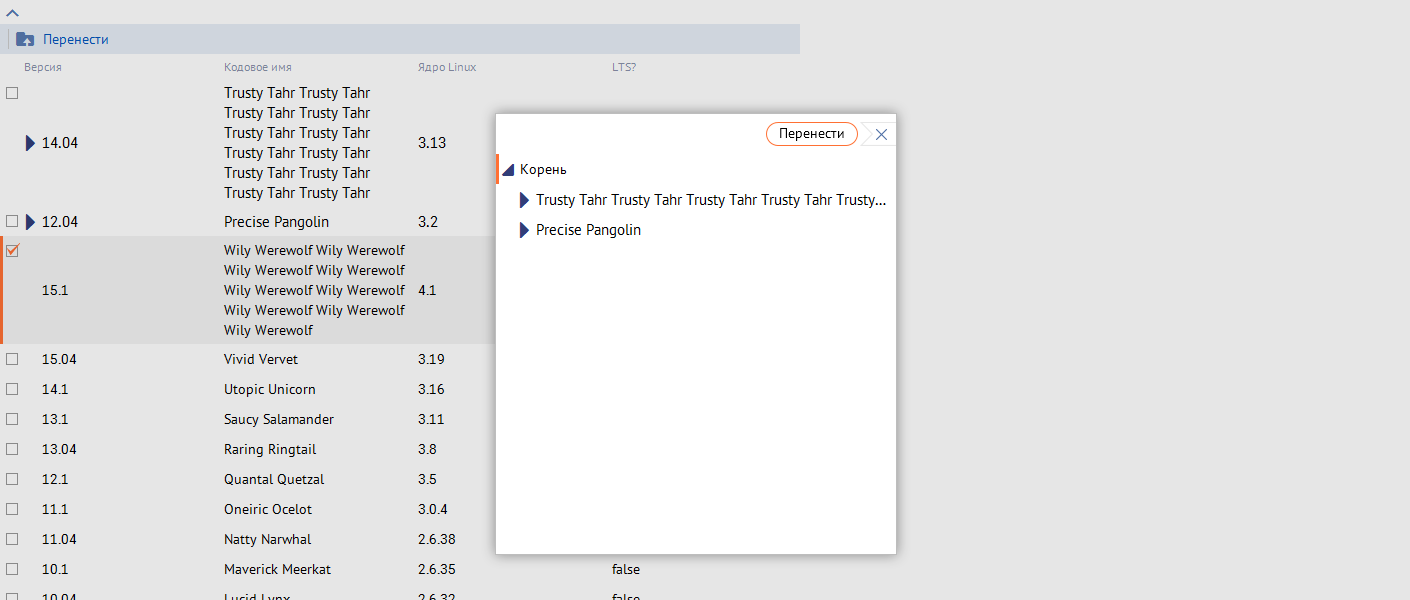 Перенести
Версия Кодовое имя Ядро Linux LTS?
Trusty Tahr Trusty Tahr
Trusty Tahr Trusty Tahr
Trusty Tahr Trusty Tahr
14.04 3.13
Trusty Tahr Trusty Tahr
Trusty Tahr Trusty Tahr
Trusty Tahr Trusty Tahr
12.04 Precise Pangolin 3.2
Wily Werewolf Wily Werewolf
Wily Werewolf Wily Werewolf
15.1 Wily Werewolf Wily Werewolf 4.1
Wily Werewolf Wily Werewolf
Wily Werewolf
15.04 Vivid Vervet 3.19
14.1 Utopic Unicorn 3.16
13.1 Saucy Salamander 3.11
13.04 Raring Ringtail 3.8
12.1 Quantal Quetzal 3.5
11.1 Oneiric Ocelot 3.0.4
11.04 Natty Narwhal 2.6.38
10.1 Maverick Meerkat 2.6.35 false
10.04 Lucid Lynx 2.6.32 false
Перенести
Корень
Trusty Tahr Trusty Tahr Trusty Tahr Trusty Tahr Trusty...
Precise Pangolin